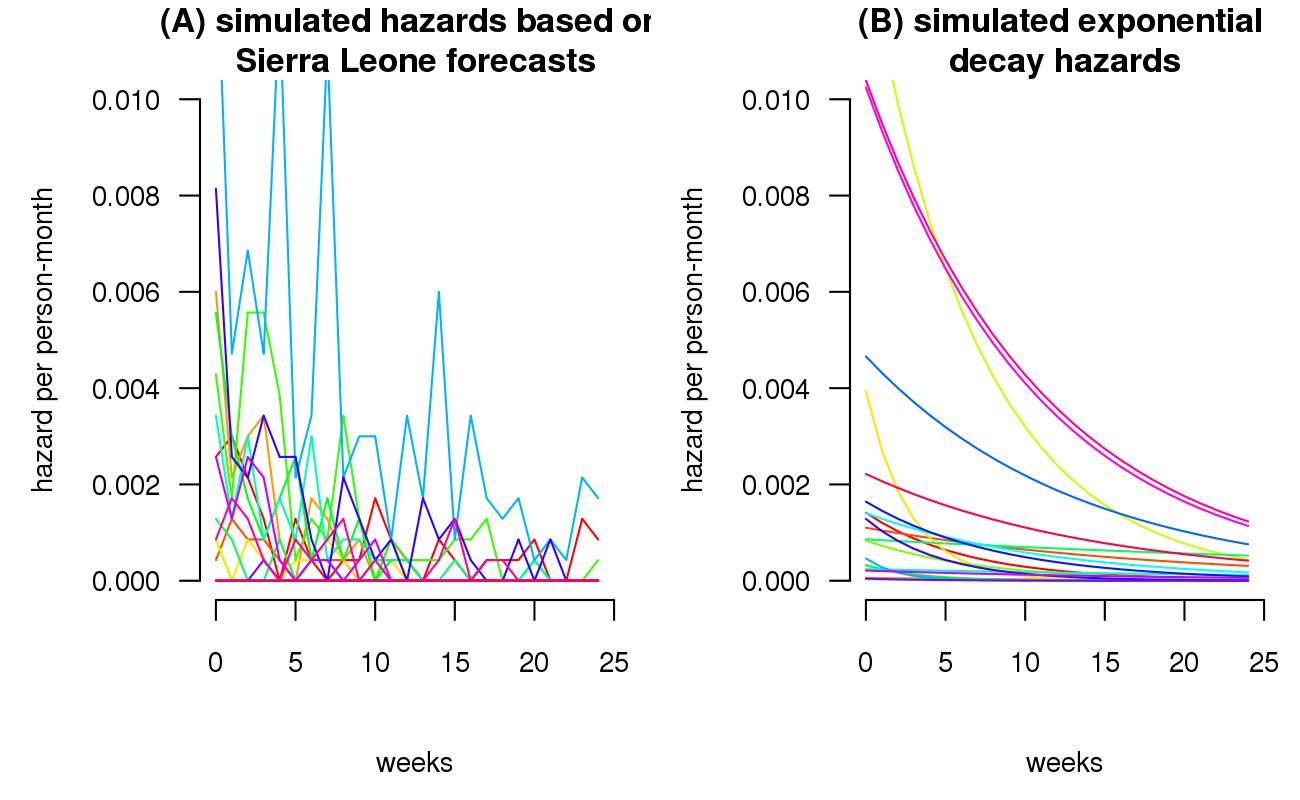 (A) simulated hazards based or
Sierra Leone forecasts
hazard per person-month
0.010
0.008
0.006
0.004
0.002
0.000
0 5 10 15 20 25
weeks
(B) simulated exponential
decay hazards
hazard per person-month
0.010
0.008
0.006
0.004
0.002
0.000
0 5 10 15 20 25
weeks